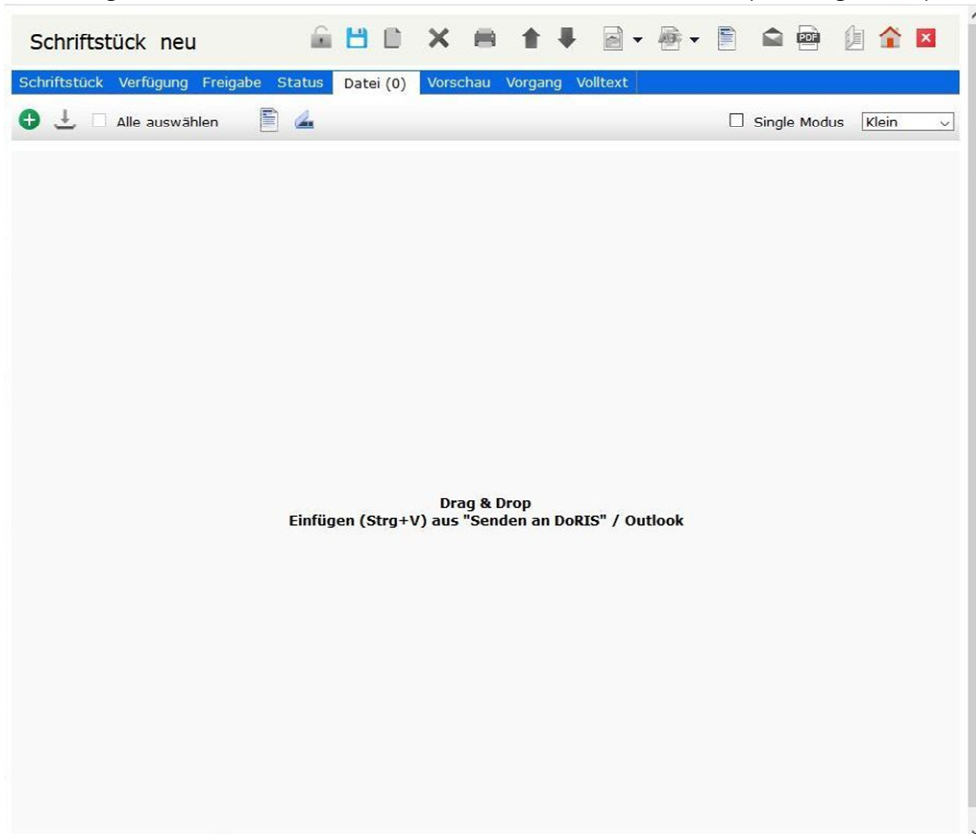 Schriftstück neu
PDF
Schriftstück Verfügung Freigabe Status Datei (0) Vorschau Vorgang Volltext
Alle auswählen Single Modus Klein
Drag & Drop
Einfügen (Strg+V) aus "Senden an DoRIS" / Outlook